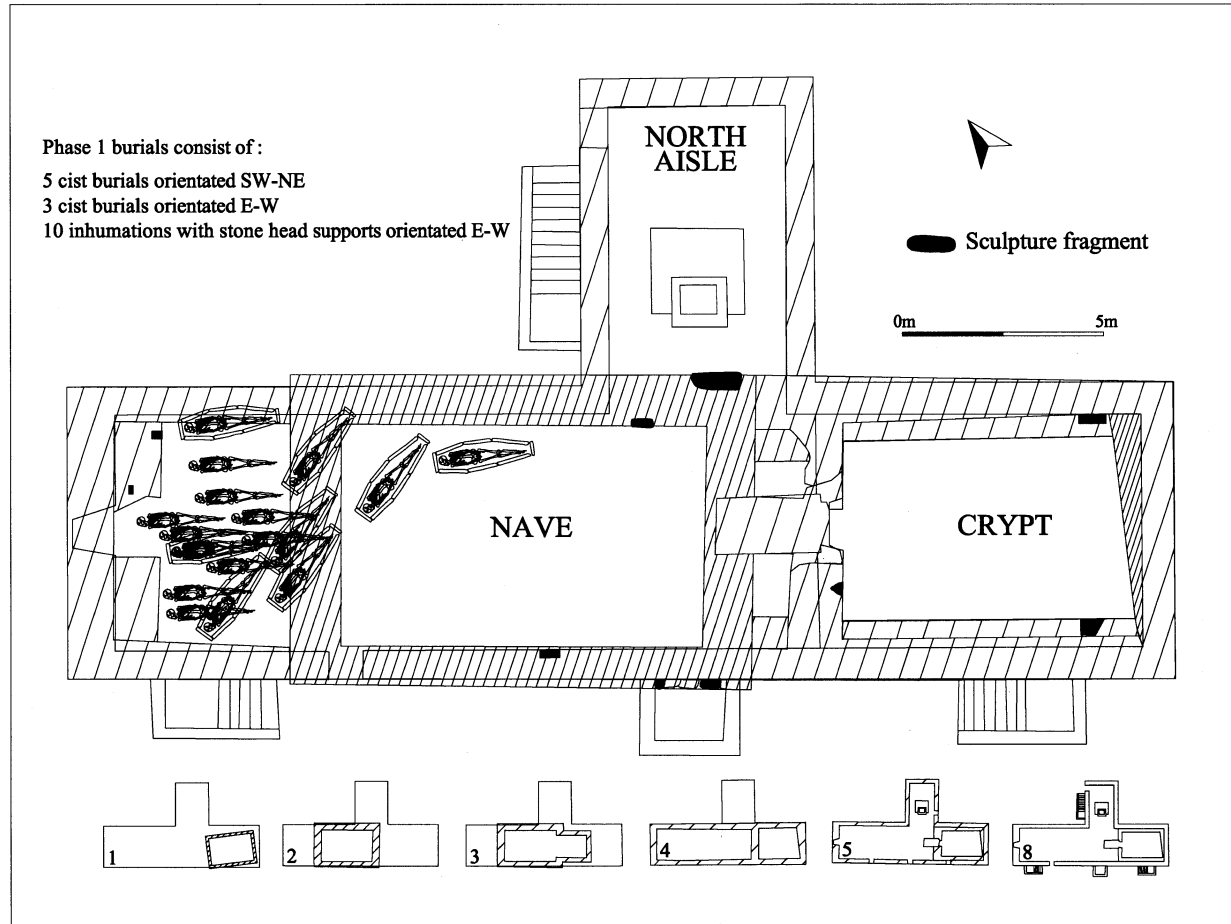 Phase 1 burials consist of :
5 cist burials orientated SW-NE
3 cist burials orientated E-W
10 inhumations with stone head supports orientated E-W
NORTH
AISLE
Sculpture fragment
0m 5m
NAVE
CRYPT
1 2 3 4 5 8